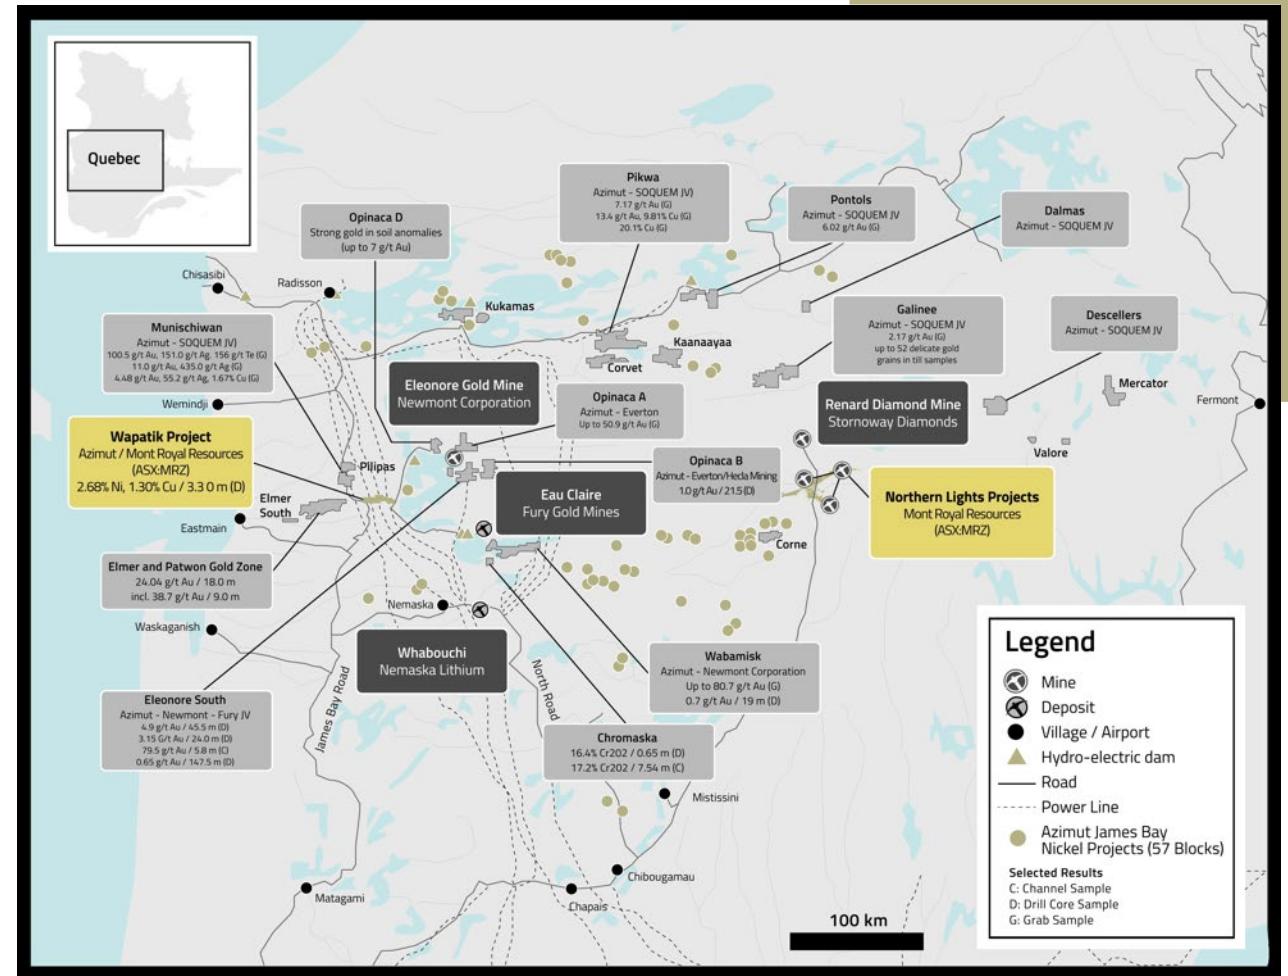 Quebec
Pikwa
Azimut - SOQUEM JV)
7.17 g/t Au (G)
13.4 g/t Au, 9.81% Cu (G)
20.1% Cu (G)
Pontols
Azimut - SOQUEM JV
6.02 g/t Au (G)
Dalmas
Azimut - SOQUEM JV
Opinaca D
Strong gold in soil anomalies
(up to 7 g/t Au)
Chisasibi
Radisson
Kukamas
Munischiwan
Azimut - SOQUEM JV)
100.5 g/t Au, 151.0 g/t Ag, 156 g/t Te (G)
11.0 g/t Au, 435.0 g/t Ag (G)
4.48 g/t Au, 55.2 g/t Ag, 1.67% Cu (G)
Galinee
Azimut - SOQUEM JV
2.17 g/t Au (G)
up to 52 delicate gold
grains in till samples
Descellers
Azimut - SOQUEM JV
Kaanaayaa
Corvet
Eleonore Gold Mine
Newmont Corporation
Opinaca A
Azimut - Everton
Up to 50.9 g/t Au (G)
Renard Diamond Mine
Stornoway Diamonds
Mercator
Fermont
Wemindji
Wapatik Project
Azimut / Mont Royal Resources
(ASX:MRZ)
2.68% Ni, 1.30% Cu / 3.3 0 m (D)
Pilipas
Opinaca B
Azimut - Everton/Hecla Mining
1.0 g/t Au / 21.5 (D)
Valore
Elmer
South
Eau Claire
Fury Gold Mines
Northern Lights Projects
Mont Royal Resources
(ASX:MRZ)
Eastmain
Corne
Elmer and Patwon Gold Zone
24.04 g/t Au / 18.0 m
incl. 38.7 g/t Au / 9.0 m
Nemaska
Waskaganish
Whabouchi
Nemaska Lithium
Wabamisk
Azimut - Newmont Corporation
Up to 80.7 g/t Au (G)
0.7 g/t Au / 19 m (D)
Eleonore South
Azimut - Newmont - Fury JV
4.9 g/t Au / 45.5 m (D)
3.15 G/t Au / 24.0 m (D)
79.5 g/t Au / 5.8 m (C)
0.65 g/t Au / 147.5 m (D)
James Bay Road
North Road
Chromaska
16.4% Cr202 / 0.65 m (D)
17.2% Cr202 / 7.54 m (C)
Mistissini
Chibougamau
Matagami
Chapais
100 km
Legend
Mine
Deposit
Village / Airport
Hydro-electric dam
Road
Power Line
Azimut James Bay
Nickel Projects (57 Blocks)
Selected Results
C: Channel Sample
D: Drill Core Sample
G: Grab Sample